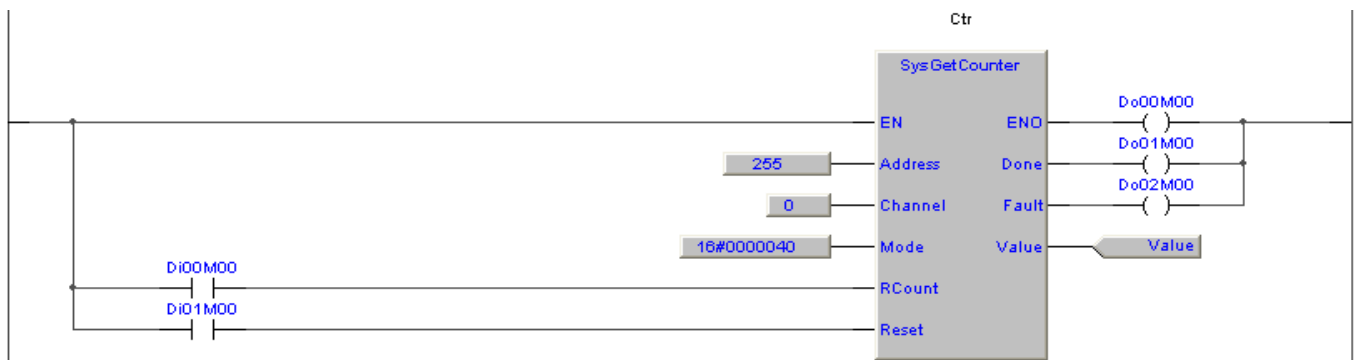 Ctr
SysGetCounter
EN ENO Do00M00
255 Address Done Do01M00
0 Channel Fault Do02M00
16#0000040 Mode Value Value
Di00M00
RCount
Di01M00
Reset